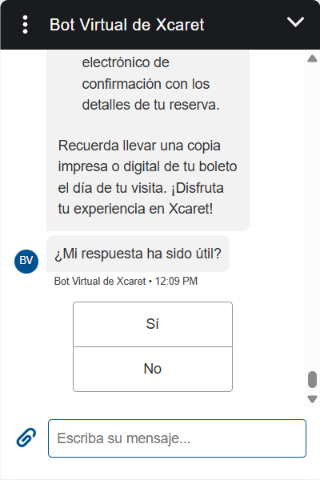 Bot Virtual de Xcaret
electrónico de
confirmación con los
detalles de tu reserva.
Recuerda llevar una copia
impresa o digital de tu boleto
el día de tu visita. ¡Disfruta
tu experiencia en Xcaret!
¿Mi respuesta ha sido útil?
BV
Bot Virtual de Xcaret • 12:09 PM
Sí
No
Escriba su mensaje...